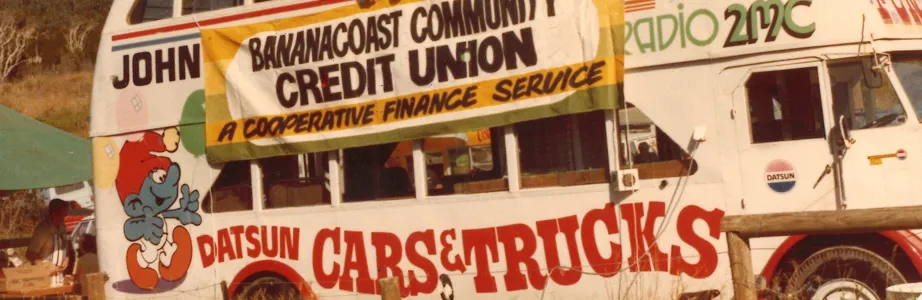 JOHN
BANANACOAST COMMUNITY
CREDIT UNION
A COOPERATIVE FINANCE SERVICE
RADIO 2MC
DATSUN
DATSUN CARS & TRUCKS